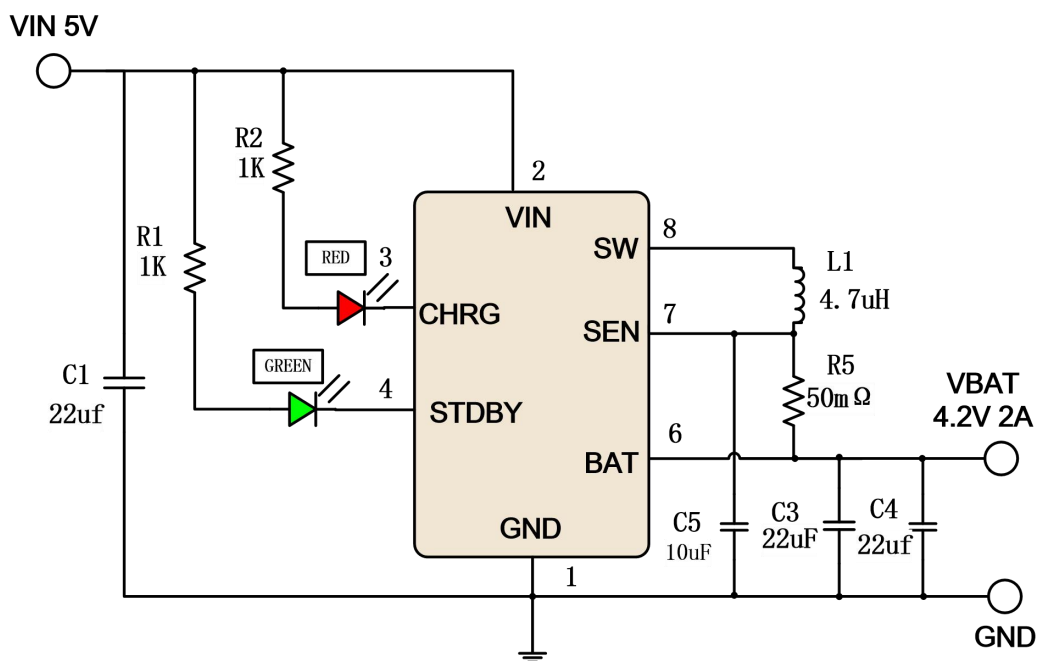 VIN 5V
R2
1K
2
VIN
R1
1K
RED
3
CHRG
GREEN
4
STDBY
C1
22uf
SW
8
L1
4.7uH
SEN
7
R5
50mΩ
BAT
6
VBAT
4.2V 2A
GND
1
C5
10uF
C3
22uF
C4
22uf
GND